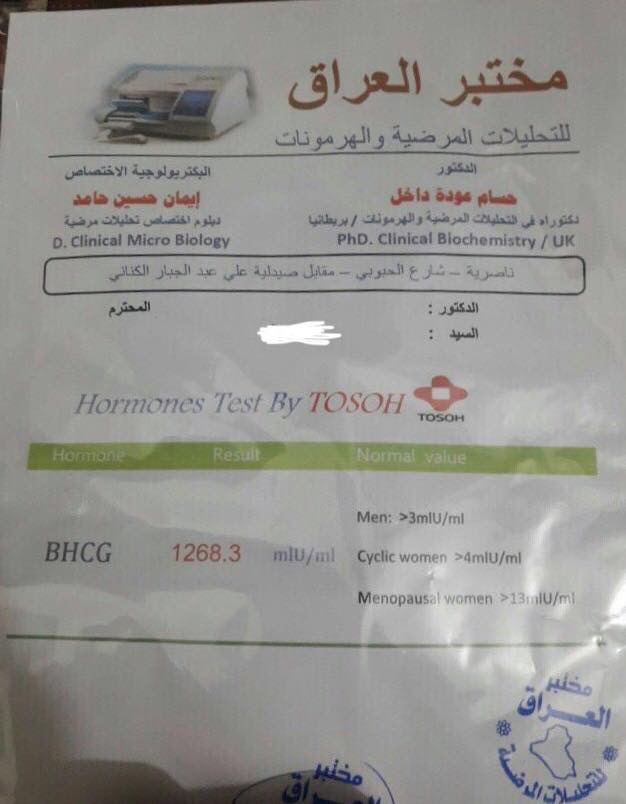 مختبر العراق
للتحليلات المرضية والهرمونات
الدكتور
حسام عودة داخل
دكتوراه في التحليلات المرضية والهرمونات / بريطانيا
PhD. Clinical Biochemistry / UK
البكتريولوجية الاختصاص
إيمان حسين حامد
دبلوم اختصاص تحليلات مرضية
D. Clinical Micro Biology
ناصرية – شارع الحبوبي – مقابل صيدلية علي عبد الجبار الكناني
الدكتور : المحترم
السيد :
Hormones Test By TOSOH
TOSOH
Hormone Result Normal value
Men: >3mIU/ml
BHCG 1268.3 mIU/ml Cyclic women >4mIU/ml
Menopausal women >13mIU/ml
مختبر
العراق
للتحليلات المرضية
مختبر
العراق